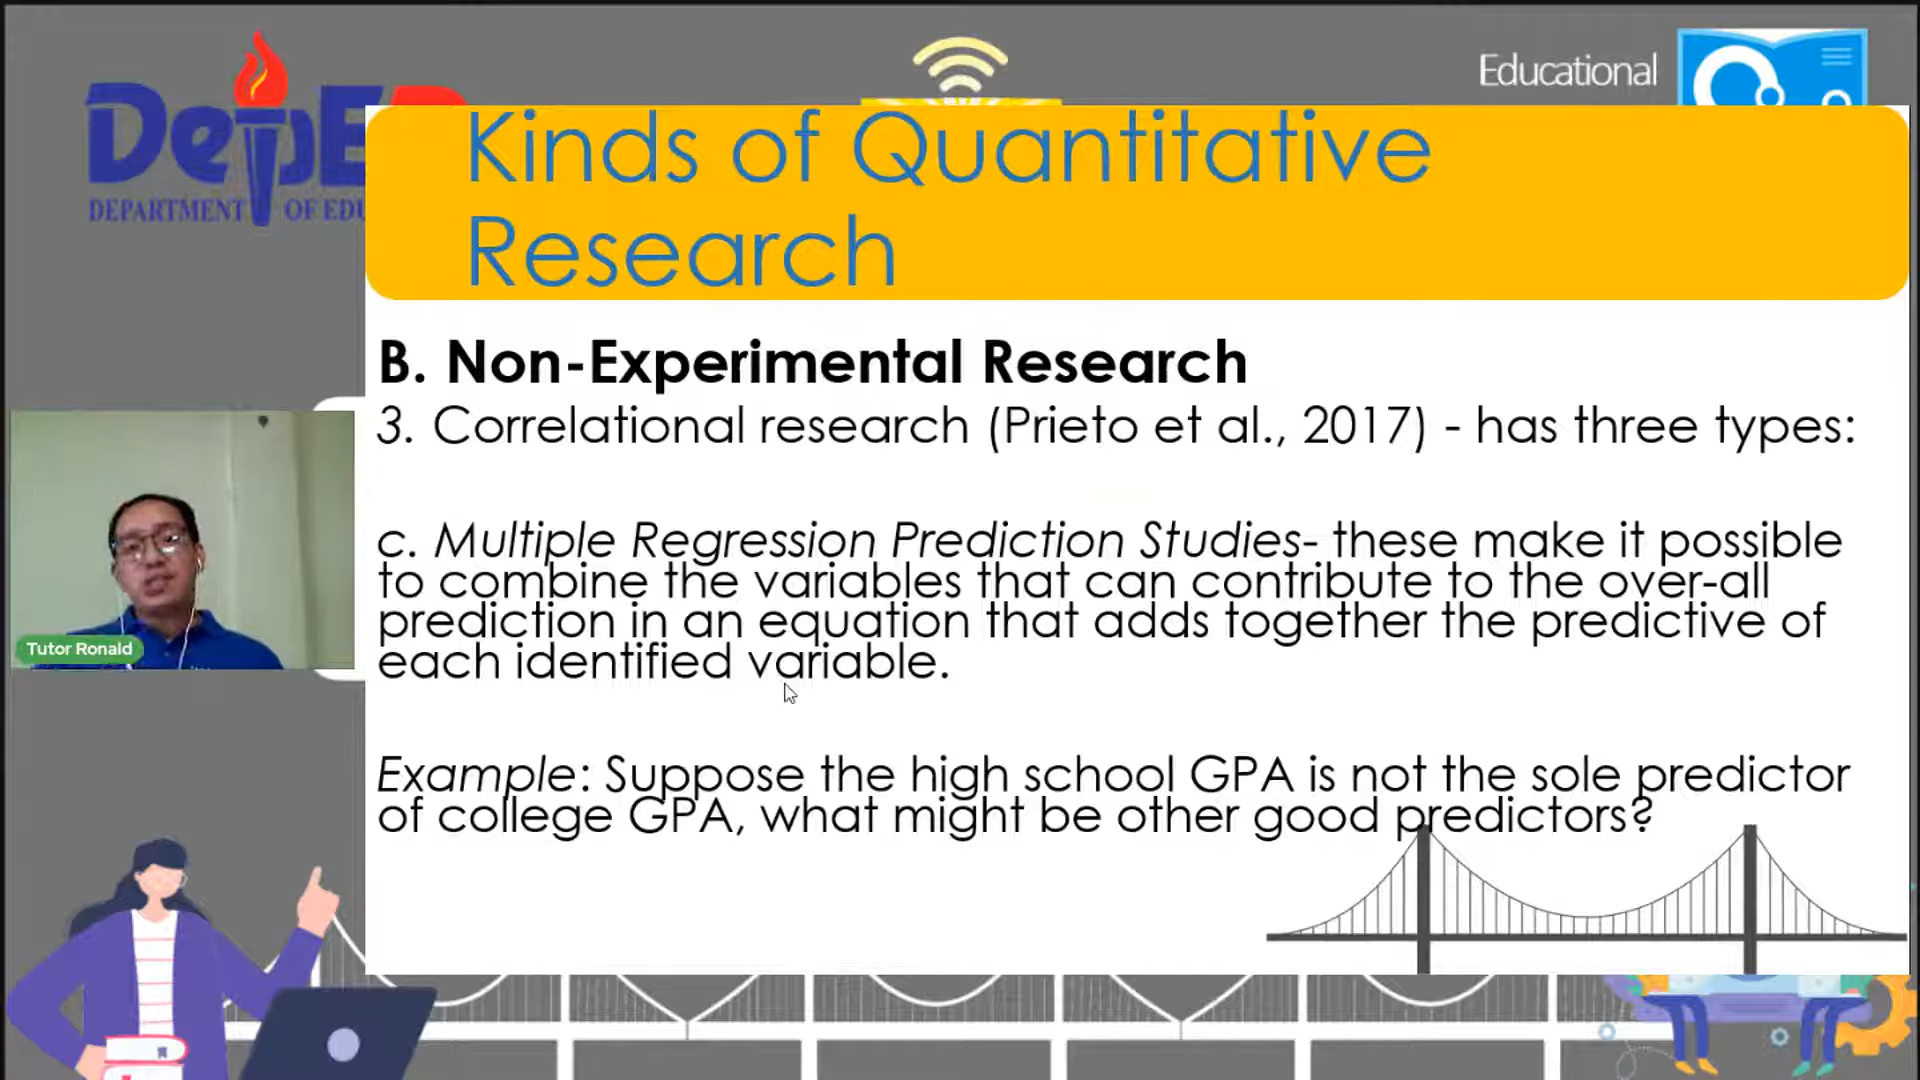 DepED
DEPARTMENT OF EDU
Educational
Kinds of Quantitative
Research
B. Non-Experimental Research
3. Correlational research (Prieto et al., 2017) - has three types:
c. Multiple Regression Prediction Studies- these make it possible
to combine the variables that can contribute to the over-all
prediction in an equation that adds together the predictive of
each identified variable.
Example: Suppose the high school GPA is not the sole predictor
of college GPA, what might be other good predictors?
Tutor Ronald